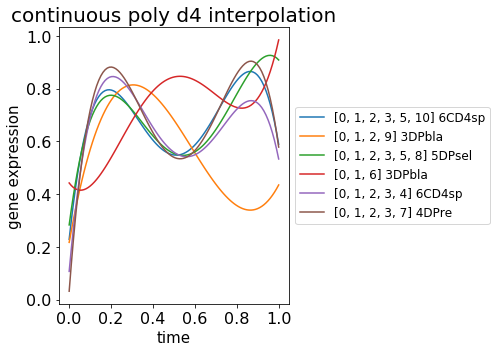 continuous poly d4 interpolation
gene expression
1.0
0.8
0.6
0.4
0.2
0.0
0.0 0.2 0.4 0.6 0.8 1.0
time
[0, 1, 2, 3, 5, 10] 6CD4sp
[0, 1, 2, 9] 3DPbla
[0, 1, 2, 3, 5, 8] 5DPsel
[0, 1, 6] 3DPbla
[0, 1, 2, 3, 4] 6CD4sp
[0, 1, 2, 3, 7] 4DPre